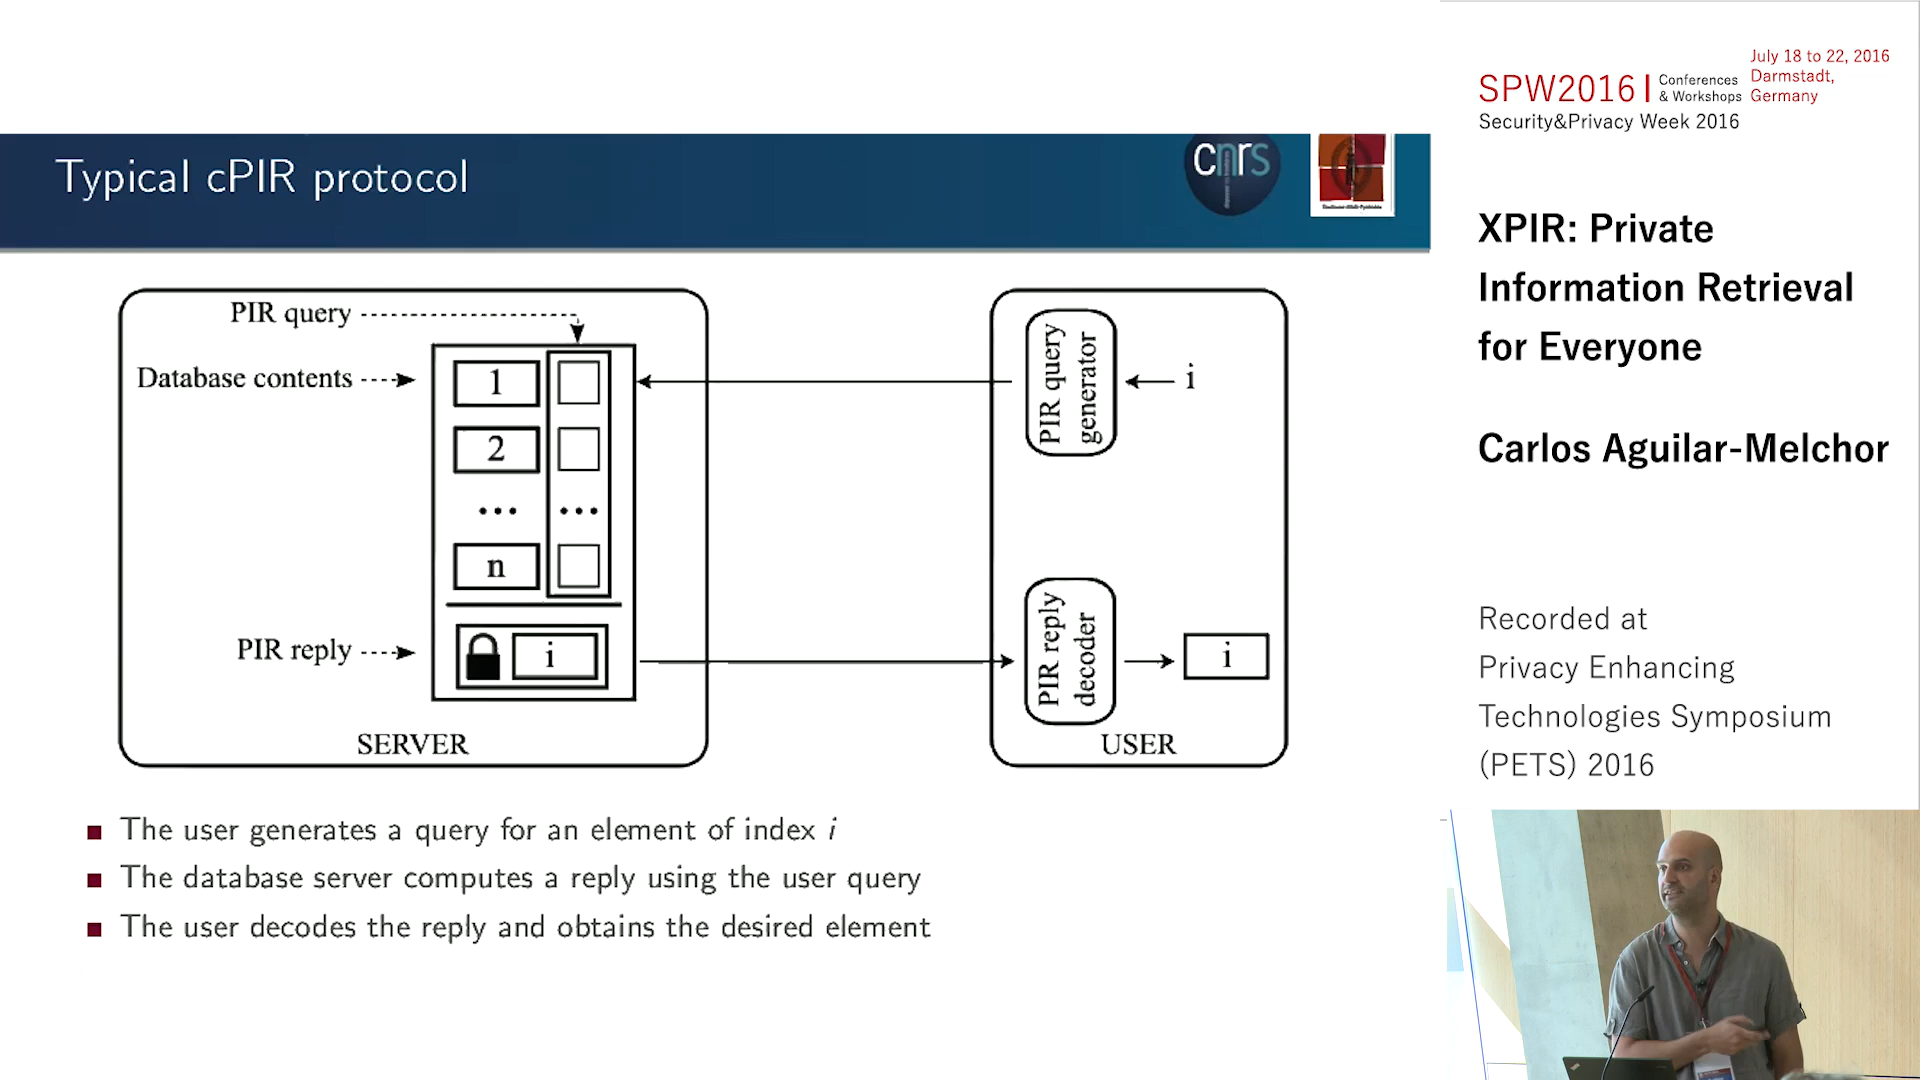 Typical cPIR protocol
cnrs
PIR query
Database contents
1
2
...
n
...
PIR reply
i
SERVER
PIR query
generator
i
PIR reply
decoder
i
USER
The user generates a query for an element of index i
The database server computes a reply using the user query
The user decodes the reply and obtains the desired element
SPW2016
Conferences
& Workshops
July 18 to 22, 2016
Darmstadt,
Germany
Security&Privacy Week 2016
XPIR: Private
Information Retrieval
for Everyone
Carlos Aguilar-Melchor
Recorded at
Privacy Enhancing
Technologies Symposium
(PETS) 2016